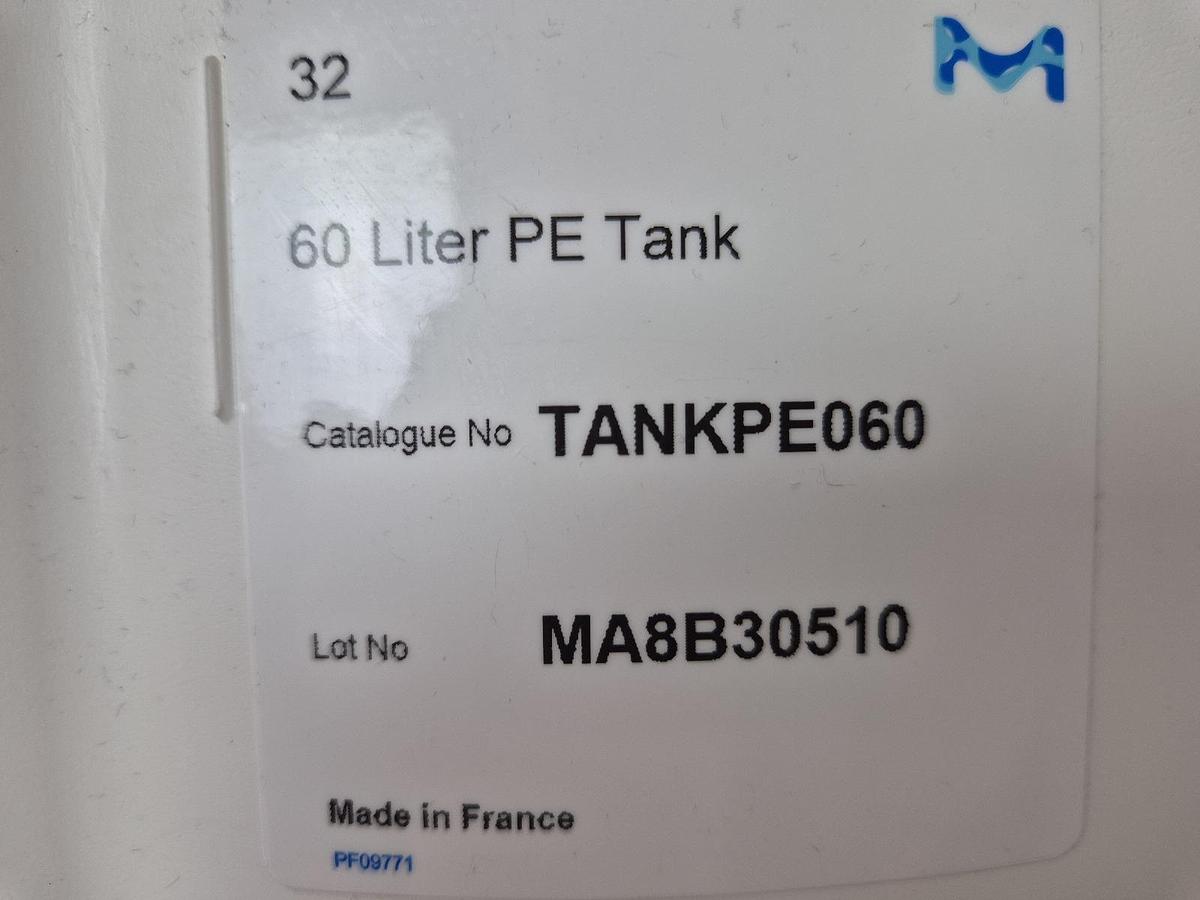 32
60 Liter PE Tank
Catalogue No TANKPE060
Lot No MA8B30510
Made in France
PF09771